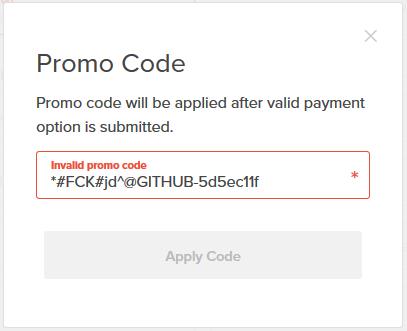 Promo Code
Promo code will be applied after valid payment
option is submitted.
Invalid promo code
*#FCK#jd^@GITHUB-5d5ec11f
*
Apply Code